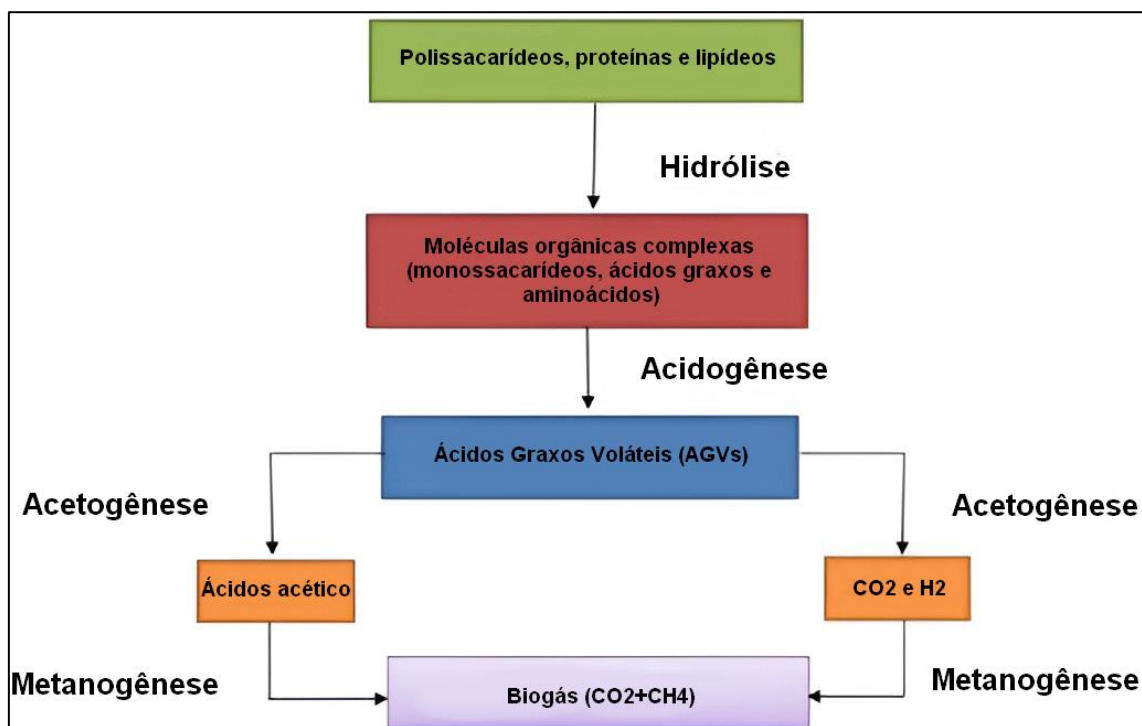 Polissacarídeos, proteínas e lipídeos
Hidrólise
Moléculas orgânicas complexas
(monossacarídeos, ácidos graxos e
aminoácidos)
Acidogênese
Ácidos Graxos Voláteis (AGVs)
Acetogênese
Acetogênese
Ácidos acético
CO2 e H2
Metanogênese
Metanogênese
Biogás (CO2+CH4)